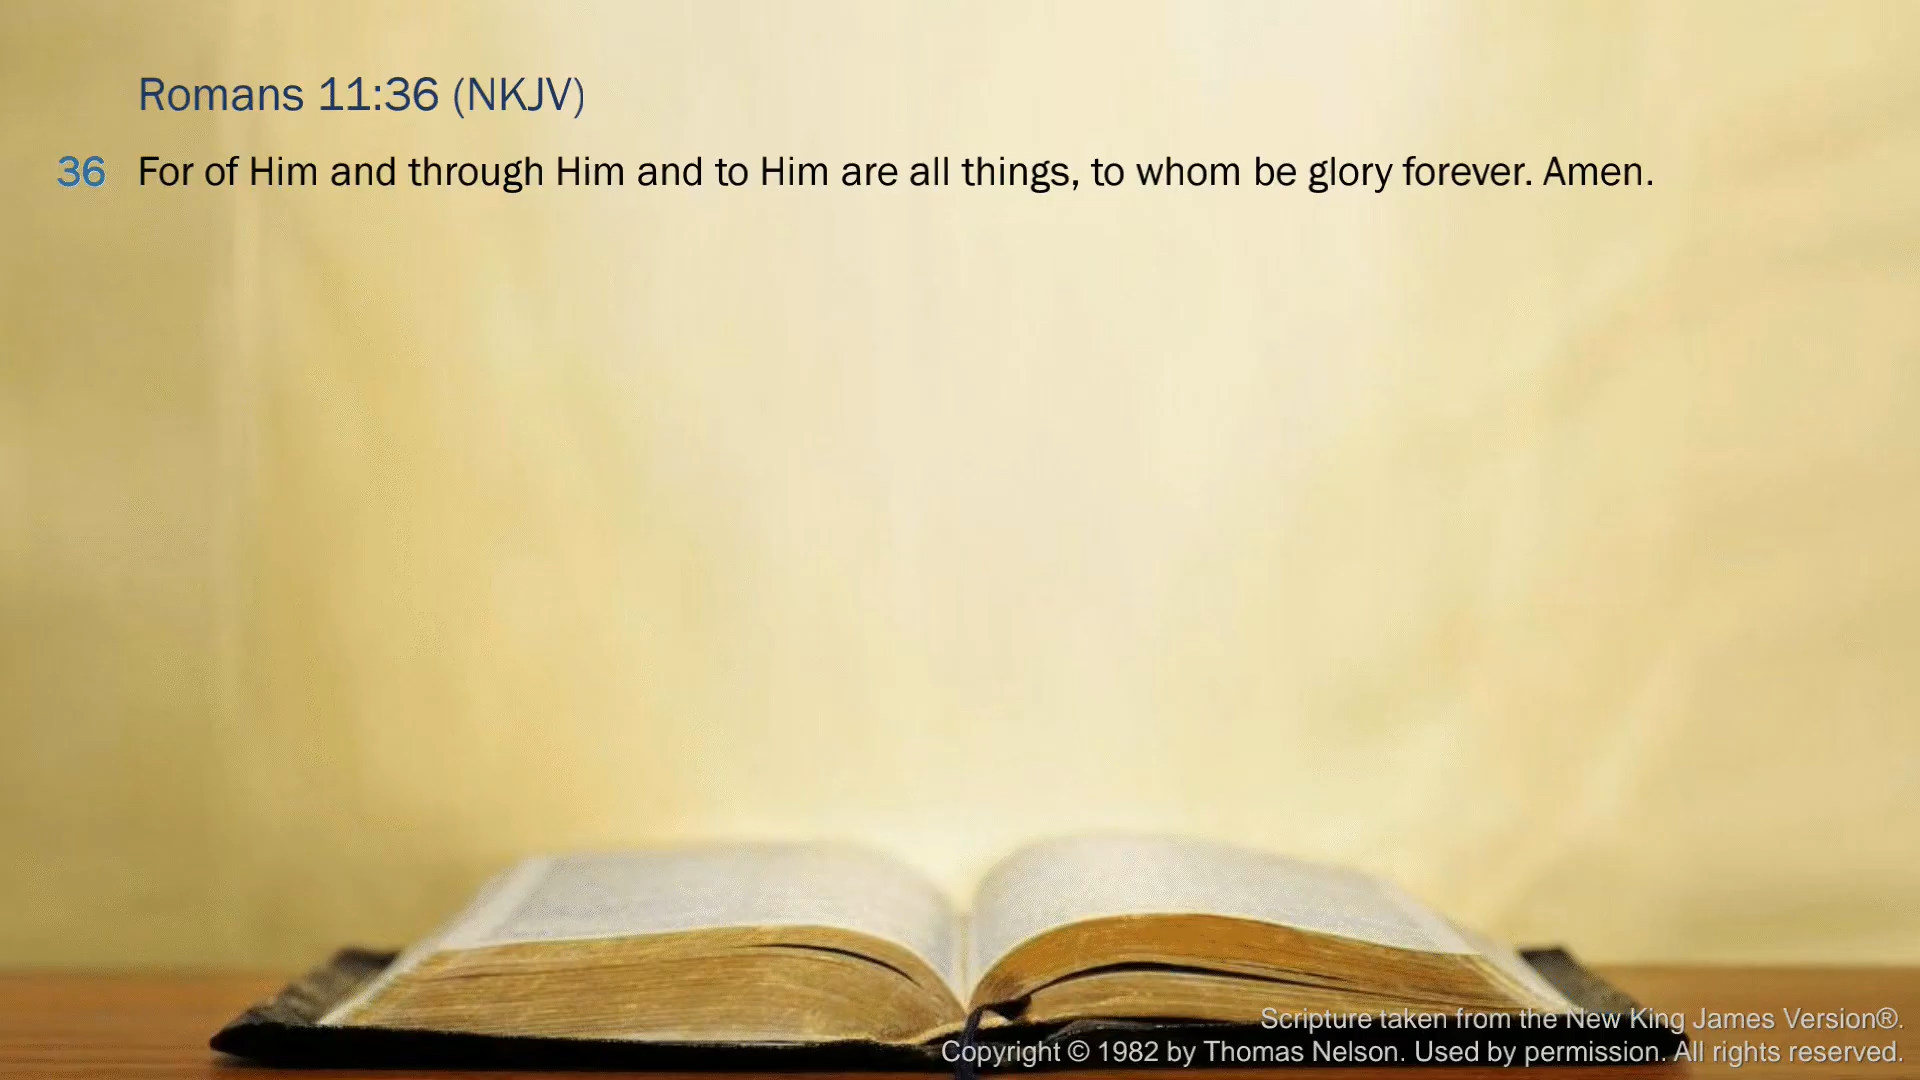 Romans 11:36 (NKJV)
36 For of Him and through Him and to Him are all things, to whom be glory forever. Amen.
Scripture taken from the New King James Version®.
Copyright © 1982 by Thomas Nelson. Used by permission. All rights reserved.